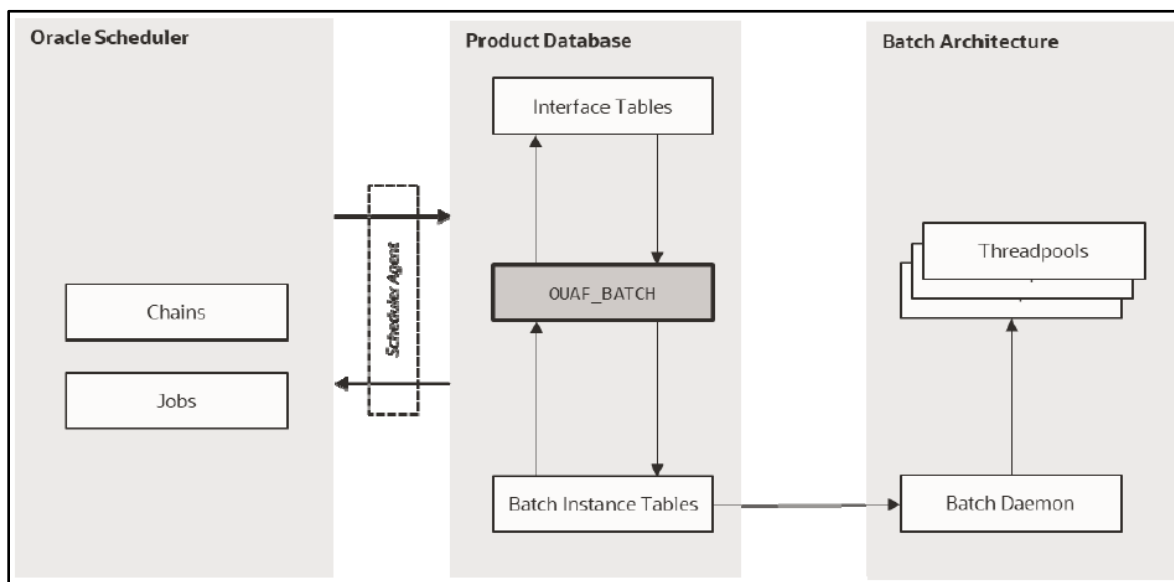 Oracle Scheduler
Product Database
Batch Architecture
Interface Tables
Scheduler Agent
Threadpools
OUAF_BATCH
Chains
Jobs
Batch Instance Tables
Batch Daemon